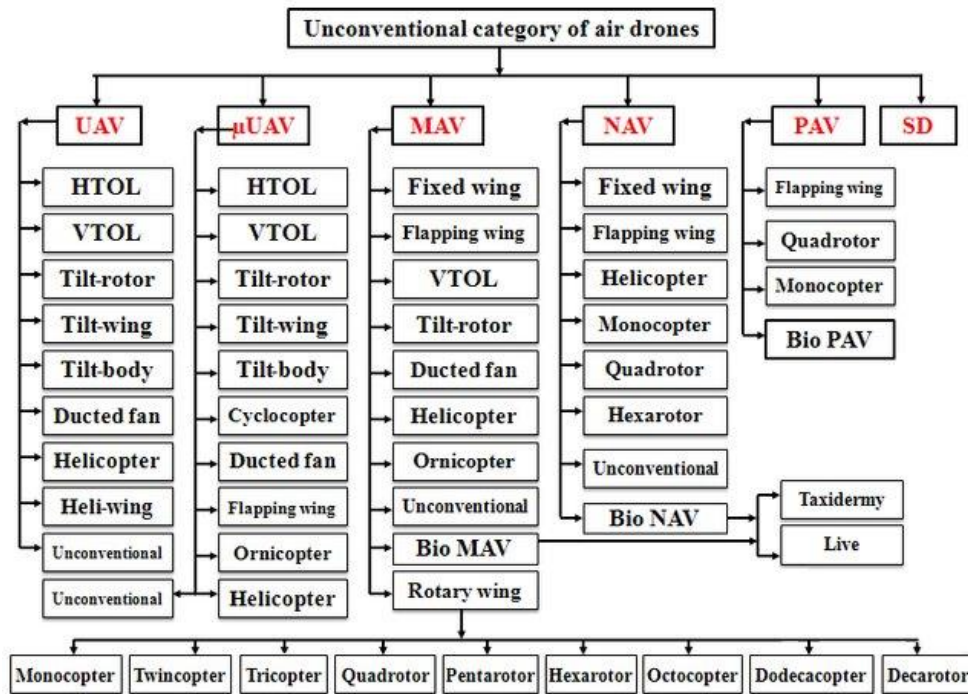 Unconventional category of air drones
UAV
μUAV
MAV
NAV
PAV
SD
HTOL
VTOL
Tilt-rotor
Tilt-wing
Tilt-body
Ducted fan
Helicopter
Heli-wing
Unconventional
Unconventional
HTOL
VTOL
Tilt-rotor
Tilt-wing
Tilt-body
Cyclocopter
Ducted fan
Flapping wing
Ornicopter
Helicopter
Fixed wing
Flapping wing
VTOL
Tilt-rotor
Ducted fan
Helicopter
Ornicopter
Unconventional
Bio MAV
Rotary wing
Fixed wing
Flapping wing
Helicopter
Monocopter
Quadrotor
Hexarotor
Unconventional
Bio NAV
Flapping wing
Quadrotor
Monocopter
Bio PAV
Taxidermy
Live
Monocopter
Twincopter
Tricopter
Quadrotor
Pentarotor
Hexarotor
Octocopter
Dodecacopter
Decarotor